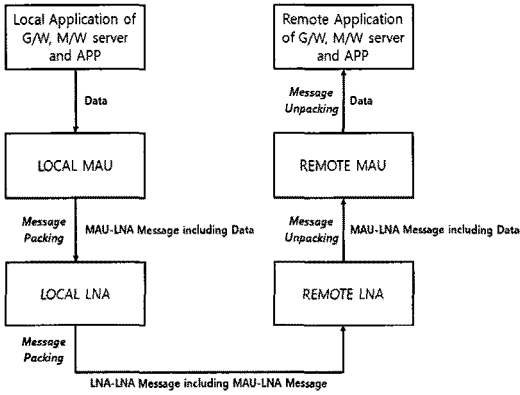 Local Application of
G/W, M/W server
and APP
Data
LOCAL MAU
Message
Packing
MAU-LNA Message including Data
LOCAL LNA
Message
Packing
LNA-LNA Message including MAU-LNA Message
Remote Application
of G/W, M/W server
and APP
Message
Unpacking
Data
REMOTE MAU
Message
Unpacking
MAU-LNA Message including Data
REMOTE LNA